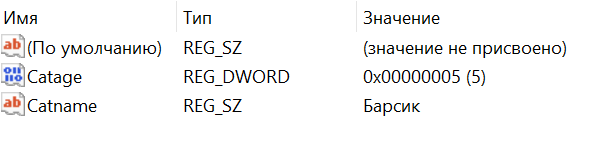 Имя Тип Значение
(По умолчанию) REG_SZ (значение не присвоено)
Catage REG_DWORD 0x00000005 (5)
Catname REG_SZ Барсик